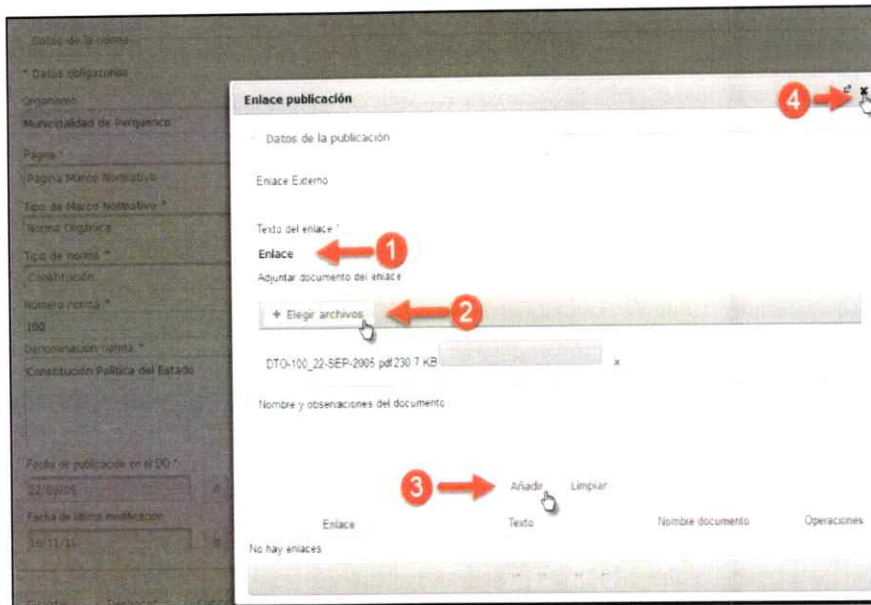 Datos de la norma
* Datos obligatorios
Organismo
Municipalidad de Perquenco
Página *
Página Marco Normativo
Tipo de Marco Normativo *
Norma Orgánica
Tipo de norma *
Constitución
Número norma *
100
Denominación norma *
Constitución Política del Estado
Fecha de publicación en el DO *
22/09/05
Fecha de última modificación
16/11/15
Enlace publicación
4
Datos de la publicación
Enlace Externo
Texto del enlace *
Enlace
1
Adjuntar documento del enlace
+ Elegir archivos
2
DTO-100_22-SEP-2005.pdf 230.7 KB
x
Nombre y observaciones del documento
3
Añadir Limpiar
Enlace Texto Nombre documento Operaciones
No hay enlaces